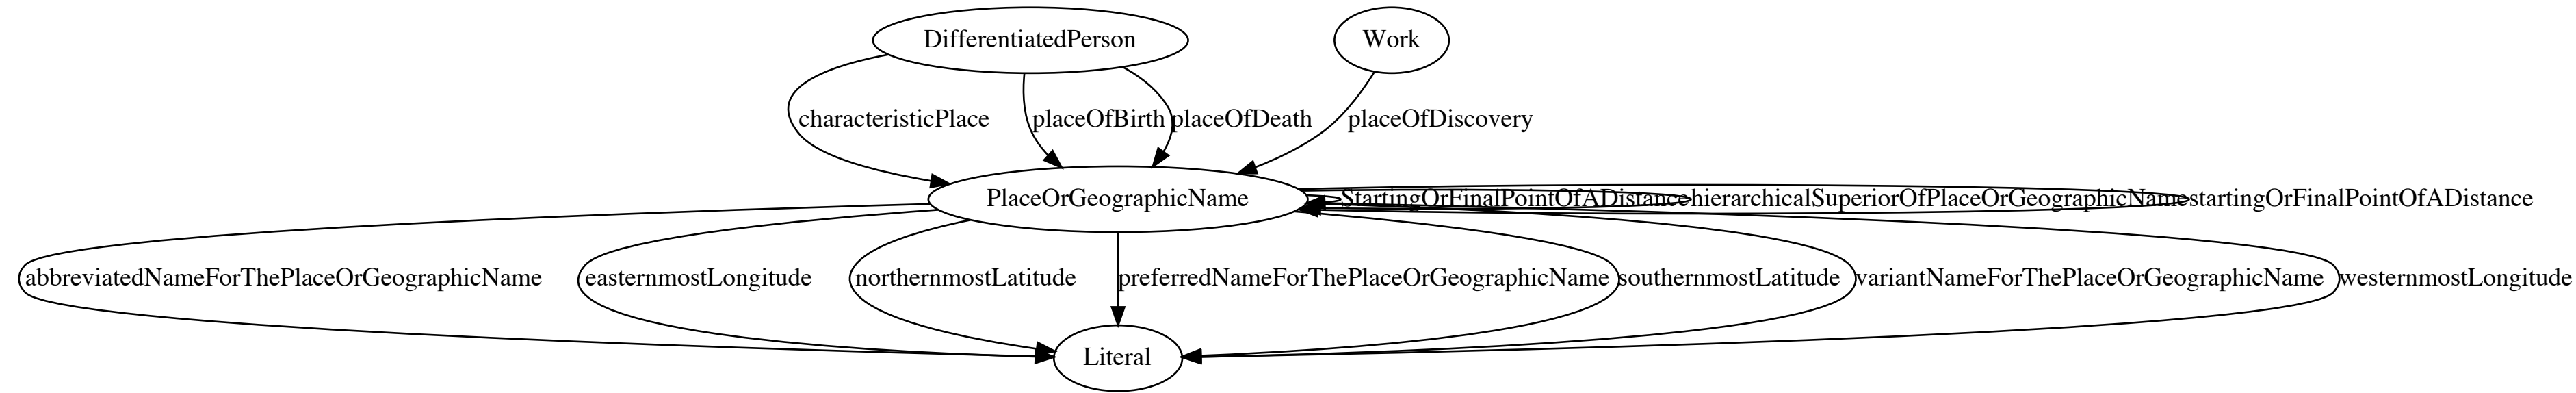 DifferentiatedPerson
Work
characteristicPlace
placeOfBirth
placeOfDeath
placeOfDiscovery
PlaceOrGeographicName
StartingOrFinalPointOfADistance
hierarchicalSuperiorOfPlaceOrGeographicName
startingOrFinalPointOfADistance
abbreviatedNameForThePlaceOrGeographicName
easternmostLongitude
northernmostLatitude
preferredNameForThePlaceOrGeographicName
southernmostLatitude
variantNameForThePlaceOrGeographicName
westernmostLongitude
Literal